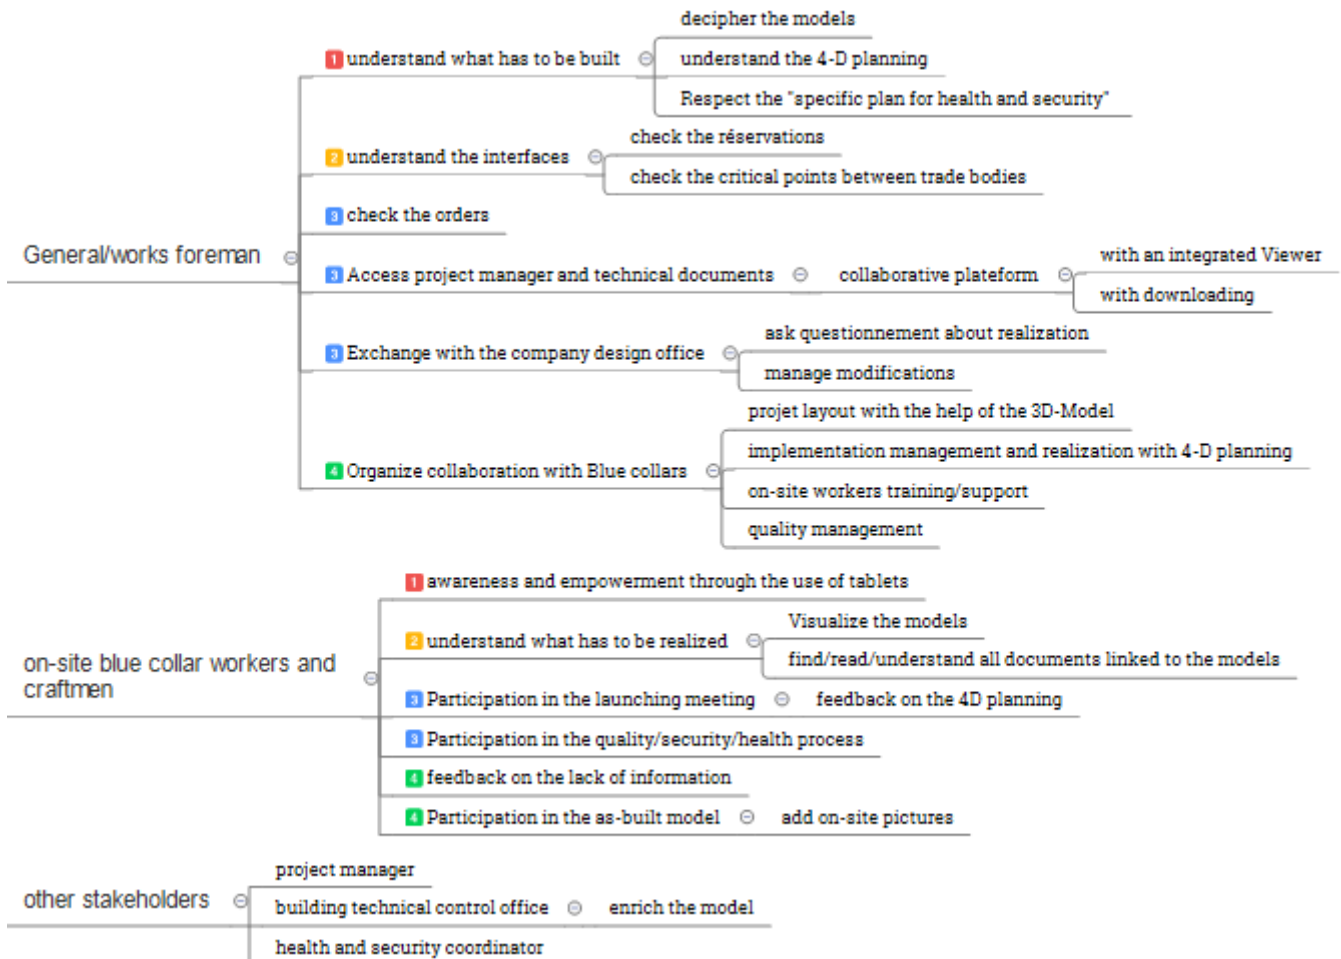 General/works foreman
1 understand what has to be built
decipher the models
understand the 4-D planning
Respect the "specific plan for health and security"
2 understand the interfaces
check the réservations
check the critical points between trade bodies
3 check the orders
3 Access project manager and technical documents
collaborative plateform
with an integrated Viewer
with downloading
3 Exchange with the company design office
ask questionnement about realization
manage modifications
4 Organize collaboration with Blue collars
projet layout with the help of the 3D-Model
implementation management and realization with 4-D planning
on-site workers training/support
quality management
on-site blue collar workers and
craftmen
1 awareness and empowerment through the use of tablets
2 understand what has to be realized
Visualize the models
find/read/understand all documents linked to the models
3 Participation in the launching meeting
feedback on the 4D planning
3 Participation in the quality/security/health process
4 feedback on the lack of information
4 Participation in the as-built model
add on-site pictures
other stakeholders
project manager
building technical control office
enrich the model
health and security coordinator